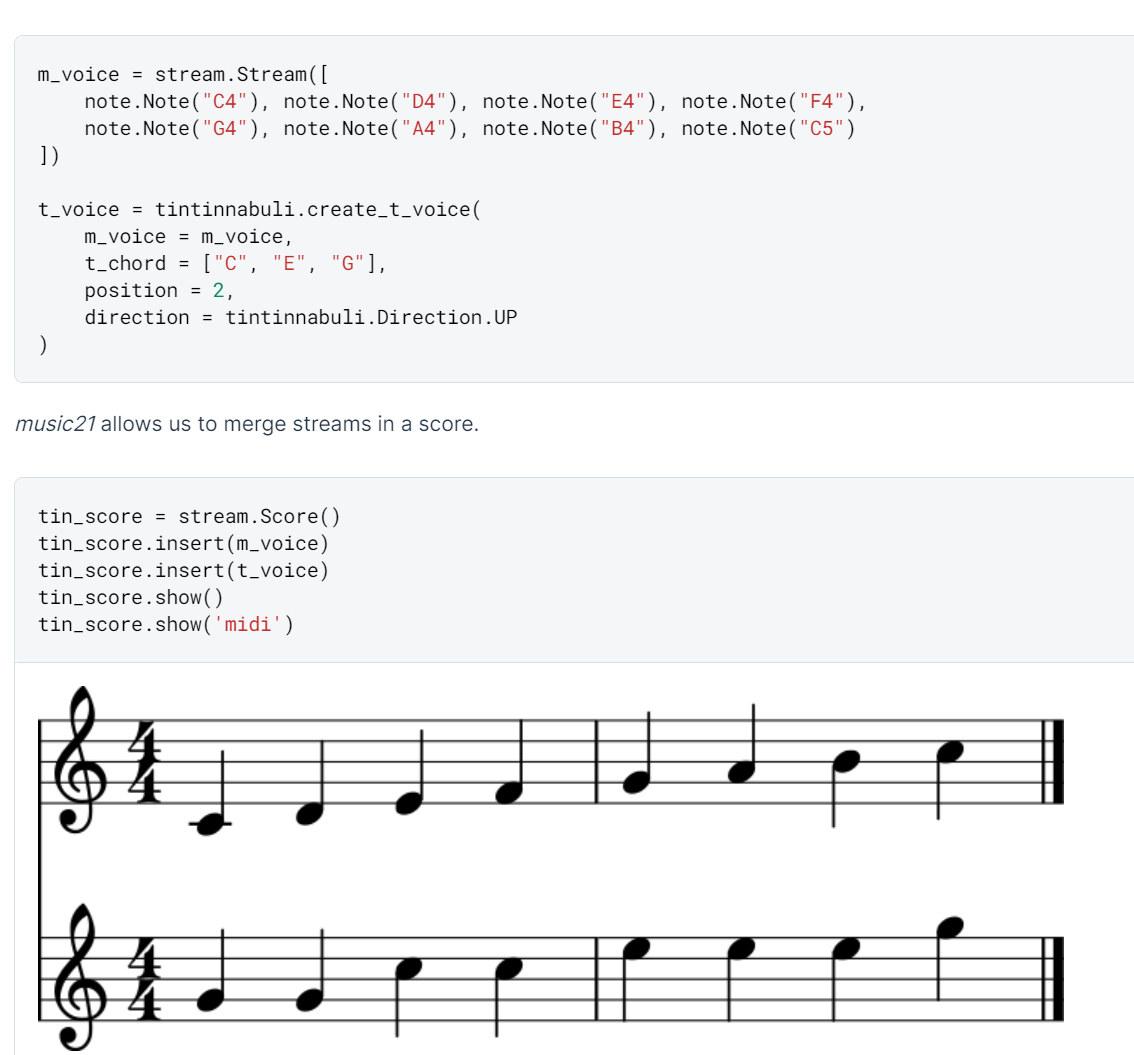 m_voice = stream.Stream([
    note.Note("C4"), note.Note("D4"), note.Note("E4"), note.Note("F4"),
    note.Note("G4"), note.Note("A4"), note.Note("B4"), note.Note("C5")
])
t_voice = tintinnabuli.create_t_voice(
    m_voice = m_voice,
    t_chord = ["C", "E", "G"],
    position = 2,
    direction = tintinnabuli.Direction.UP
)
music21 allows us to merge streams in a score.
tin_score = stream.Score()
tin_score.insert(m_voice)
tin_score.insert(t_voice)
tin_score.show()
tin_score.show('midi')
4
4
4
4